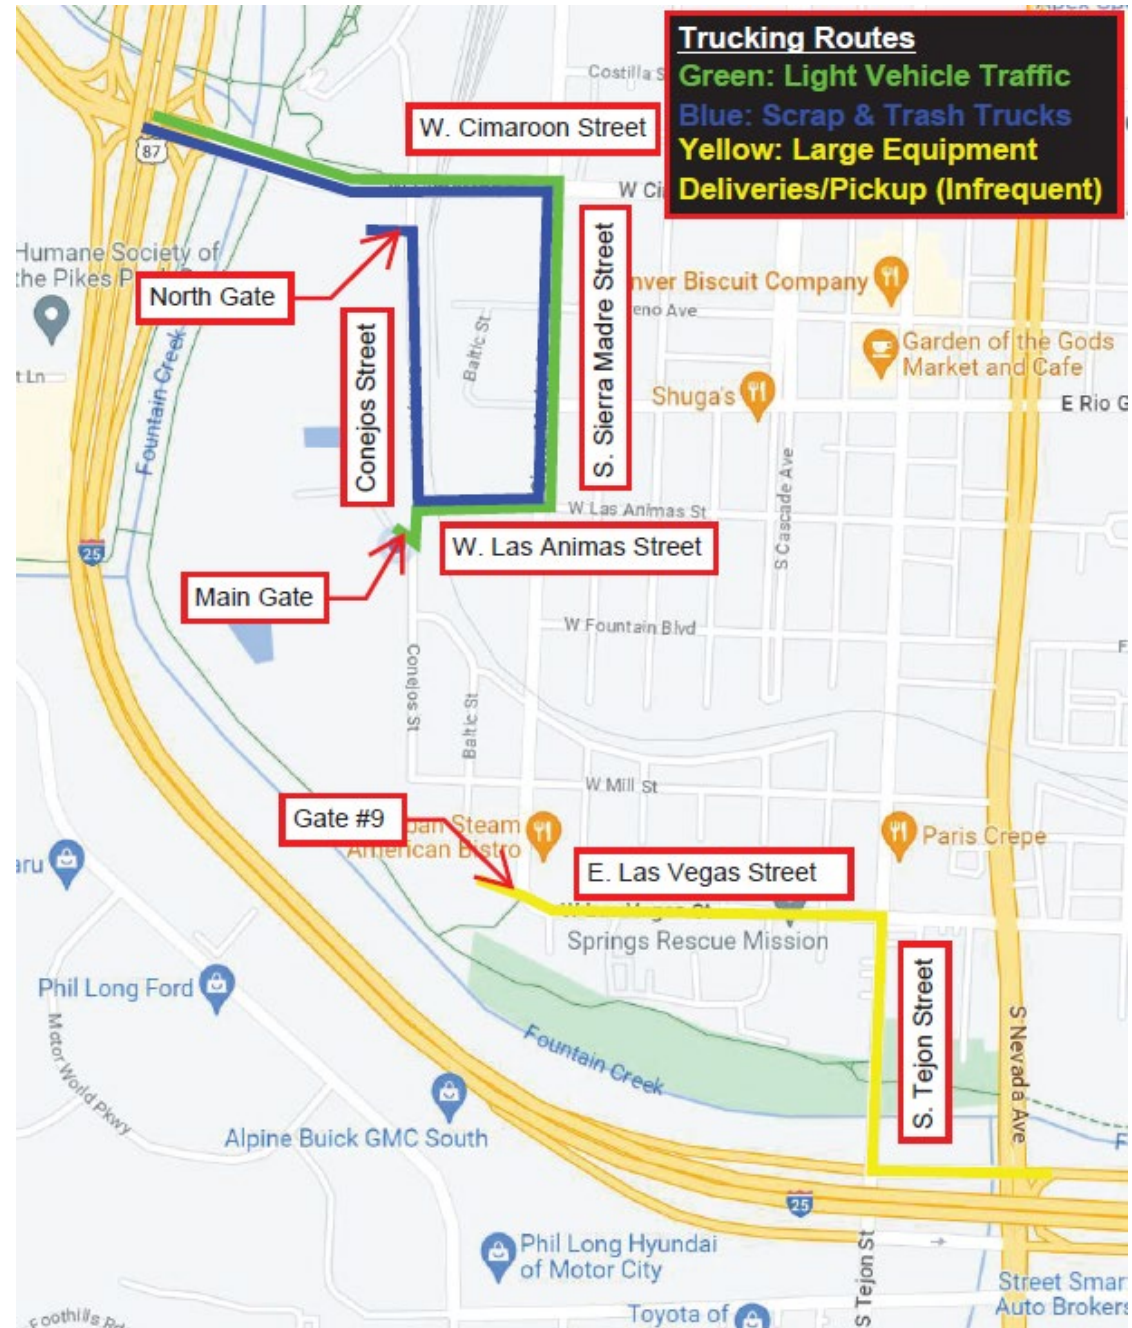 Trucking Routes
Green: Light Vehicle Traffic
Blue: Scrap & Trash Trucks
Yellow: Large Equipment
Deliveries/Pickup (Infrequent)
Costilla S
W. Cimaroon Street
87
W Ci
Humane Society of
the Pikes P
North Gate
S. Sierra Madre Street
nver Biscuit Company
eno Ave
Baltic St
Garden of the Gods
Market and Cafe
t Ln
Fountain Creek
Conejos Street
Shuga's
E Rio G
S Cascade Ave
W Las Animas St
25
W. Las Animas Street
Main Gate
W Fountain Blvd
F
Conejos St
Baltic St
W Mill St
Gate #9
ban Steam
American Bistro
Paris Crepe
aru
E. Las Vegas Street
Springs Rescue Mission
Phil Long Ford
S. Tejon Street
S Nevada Ave
Motor World Pkwy
Fountain Creek
Alpine Buick GMC South
F
25
Phil Long Hyundai
of Motor City
S Tejon St
Street Smar
Auto Brokers
Toyota of
Foothills Rd